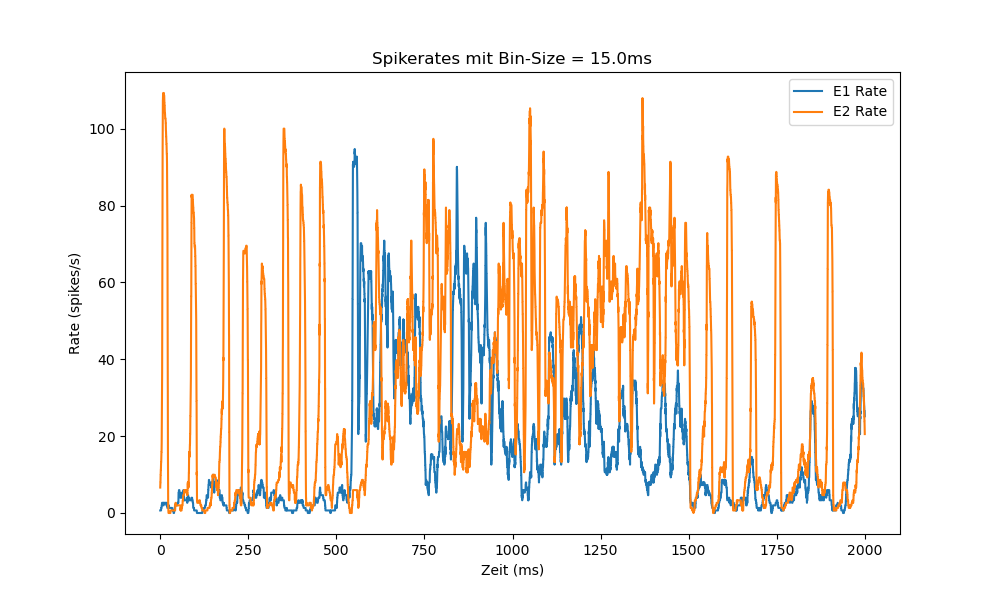 Spikerates mit Bin-Size = 15.0ms
E1 Rate
E2 Rate
Rate (spikes/s)
100
80
60
40
20
0
0 250 500 750 1000 1250 1500 1750 2000
Zeit (ms)